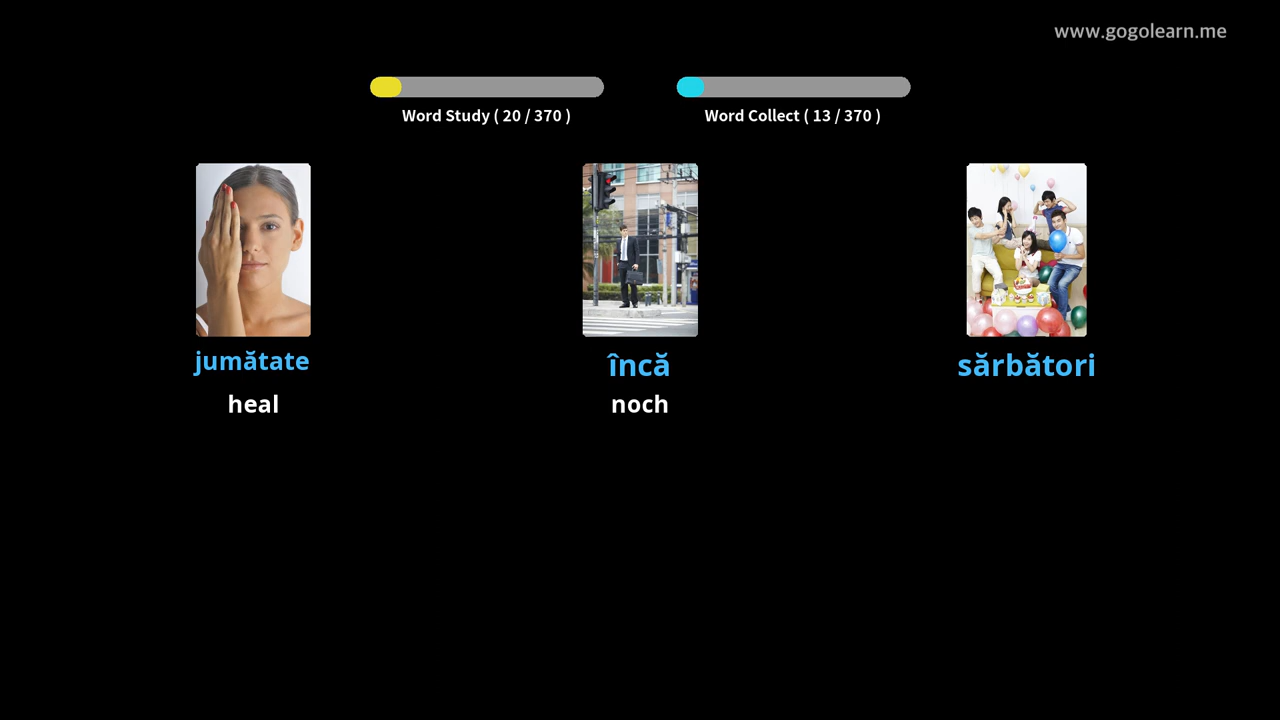 www.gogolearn.me
Word Study ( 20 / 370 )
Word Collect ( 13 / 370 )
jumătate
încă
sărbători
heal
noch